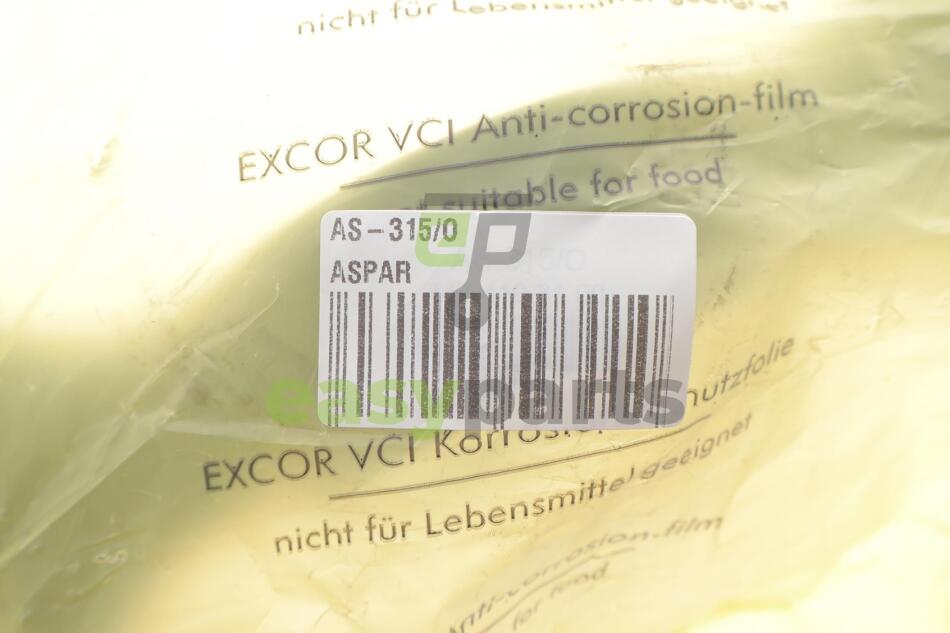 nicht für Lebensmittel geeignet
EXCOR VCI Anti-corrosion-film
suitable for food
AS-315/0
ASPAR
easyparts
EXCOR VCI
nicht für Lebensmittel geeignet
Anti-corrosion-film
for food